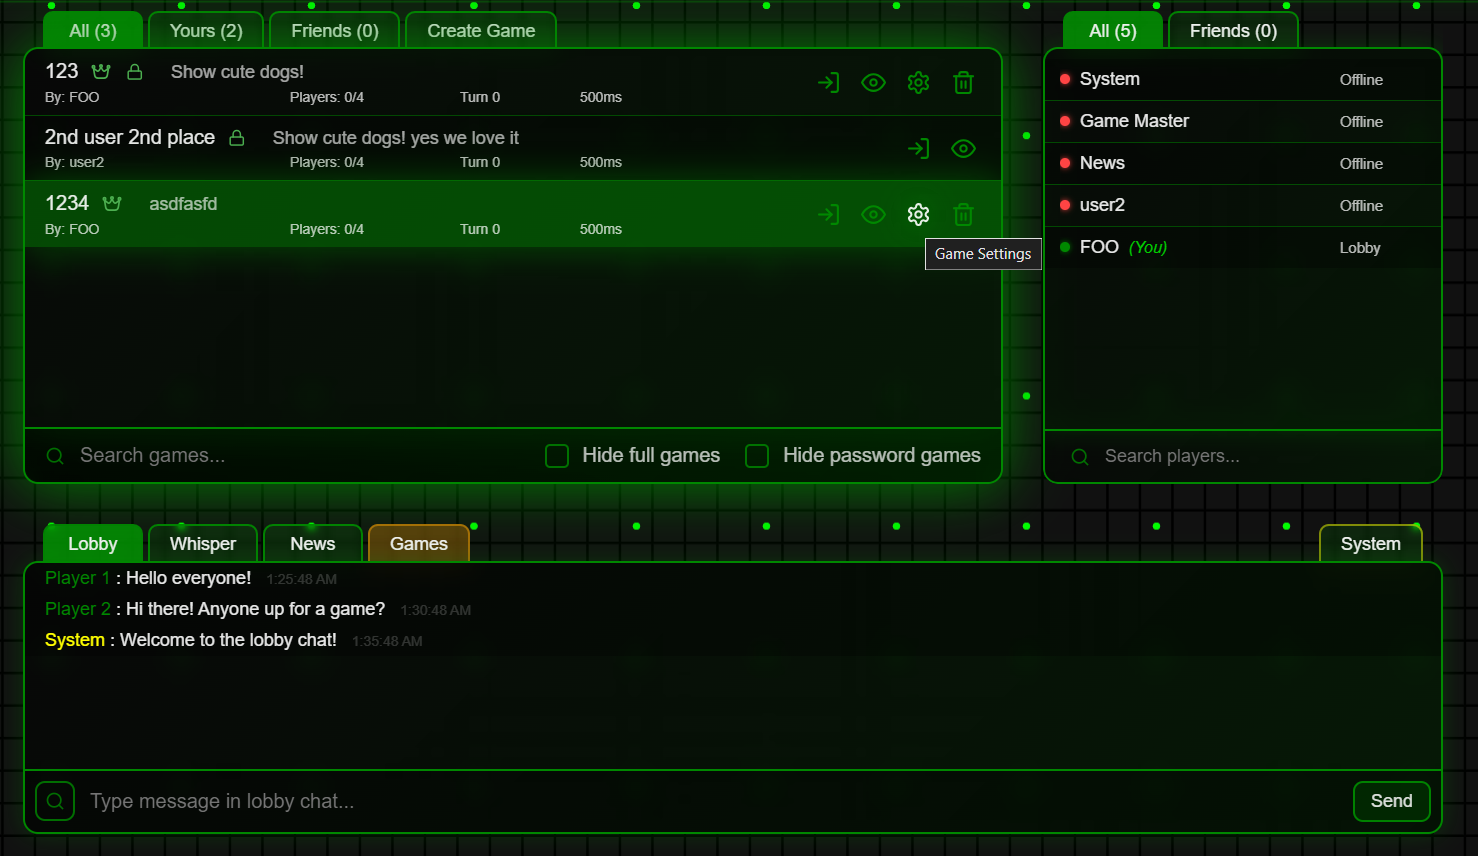 All (3) Yours (2) Friends (0) Create Game
123 Show cute dogs!
By: FOO Players: 0/4 Turn 0 500ms
2nd user 2nd place Show cute dogs! yes we love it
By: user2 Players: 0/4 Turn 0 500ms
1234 asdfasfd
By: FOO Players: 0/4 Turn 0 500ms
Game Settings
Search games... Hide full games Hide password games
All (5) Friends (0)
System Offline
Game Master Offline
News Offline
user2 Offline
FOO (You) Lobby
Search players...
Lobby Whisper News Games System
Player 1 : Hello everyone! 1:25:48 AM
Player 2 : Hi there! Anyone up for a game? 1:30:48 AM
System : Welcome to the lobby chat! 1:35:48 AM
Type message in lobby chat... Send